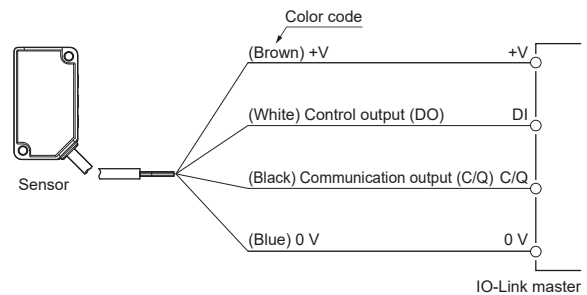 Color code
(Brown) +V +V
(White) Control output (DO) DI
(Black) Communication output (C/Q) C/Q
Sensor
(Blue) 0 V 0 V
IO-Link master